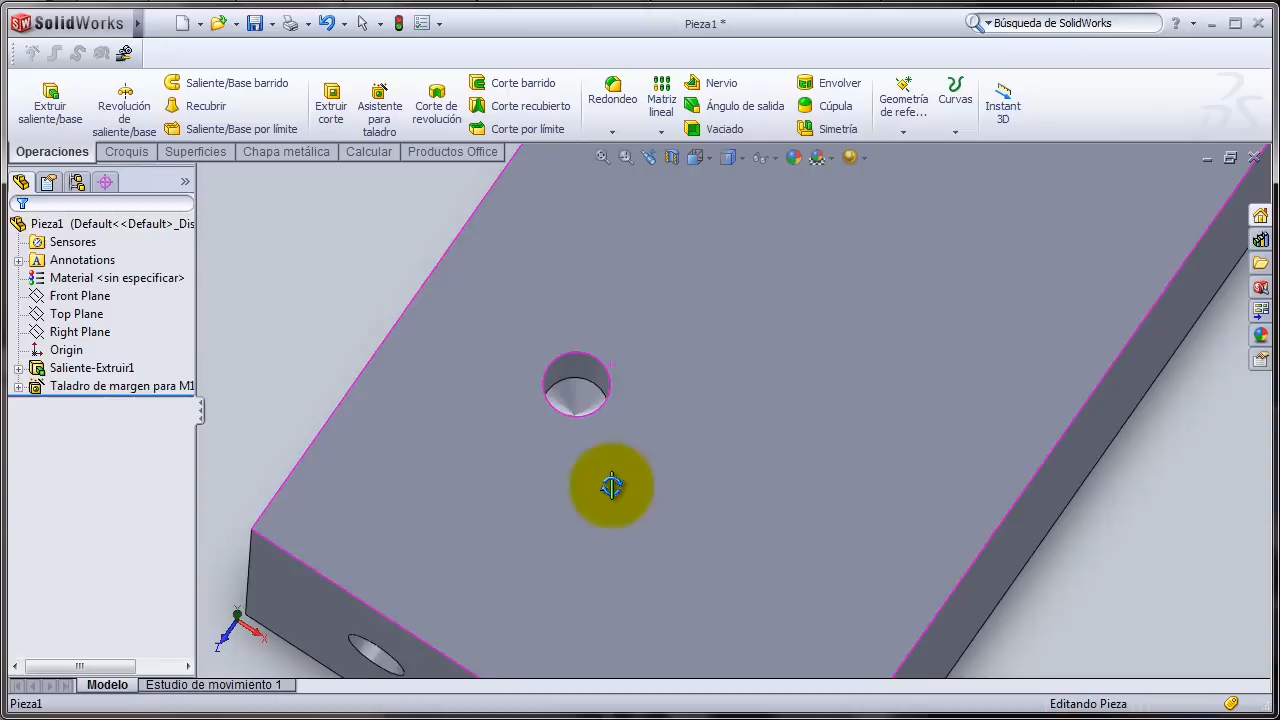 SolidWorks
Pieza1 *
Búsqueda de SolidWorks
Extruir saliente/base
Revolución de saliente/base
Saliente/Base barrido
Recubrir
Saliente/Base por límite
Extruir corte
Asistente para taladro
Corte de revolución
Corte barrido
Corte recubierto
Corte por límite
Redondeo
Matriz lineal
Nervio
Ángulo de salida
Vaciado
Envolver
Cúpula
Simetría
Geometría de refe...
Curvas
Instant 3D
Operaciones
Croquis
Superficies
Chapa metálica
Calcular
Productos Office
Pieza1 (Default<<Default>_Dis
Sensores
Annotations
Material <sin especificar>
Front Plane
Top Plane
Right Plane
Origin
Saliente-Extruir1
Taladro de margen para M1
Y
X
Z
Modelo
Estudio de movimiento 1
Pieza1
Editando Pieza